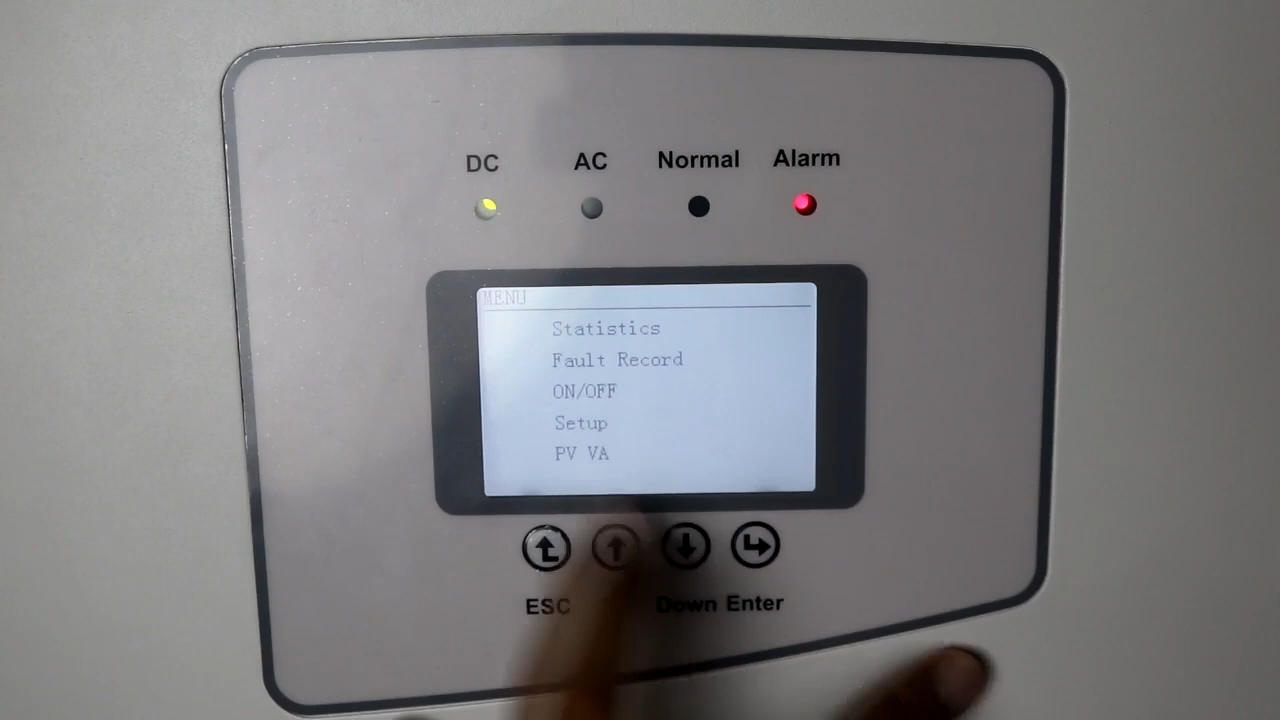 DC AC Normal Alarm
MENU
Statistics
Fault Record
ON/OFF
Setup
PV VA
ESC Down Enter